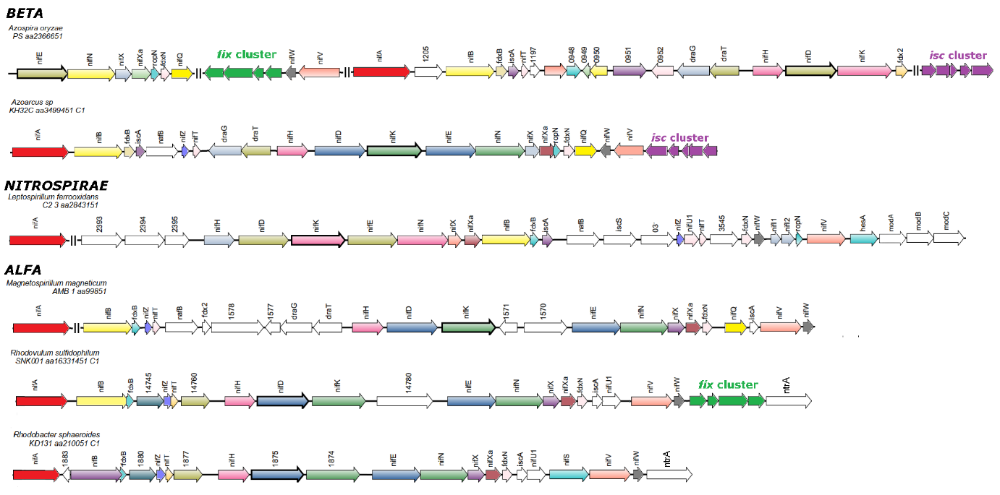 BETA
Azospira oryzae
PS aa2366651
nifE nifN nifX nifXa ropN fdxN nifQ fix cluster nifW nifV nifA 1205 nifB fdxB iscA nifT 1197 0948 0949 0950 0951 0952 draG draT nifH nifD nifK fdx2 isc cluster
Azoarcus sp
KH32C aa3499451 C1
nifA nifB fdxB iscA nafB nifZ nifT draG draT nifH nifD nifK nifE nifN nifX nifXa ropN fdxN nifQ nifW nifV isc cluster
NITROSPIRAE
Leptospirillum ferrooxidans
C2 3 aa2843151
nifA 2393 2394 2395 nifH nifD nifK nifE nifN nifX nifXa nifB fdxB iscA nafB iscS 03 nifZ nifU1 nifT 3545 fdxN nifW nifI1 nifI2 ropN nifV hesA modA modB modC
ALFA
Magnetospirillum magneticum
AMB 1 aa99851
nifA nifB fdxB nifZ nifT nafB fdx2 1578 1577 draG draT nifH nifD nifK 1571 1570 nifE nifN nifX nifXa fdxN nifQ iscA nifV nifW
Rhodovulum sulfidophilum
SNK001 aa16331451 C1
nifA nifB fdxB 14745 nifZ nifT 14760 nifH nifD nifK 14780 nifE nifN nifX nifXa fdxN iscA nifU1 nifV nifW fix cluster ntrA
Rhodobacter sphaeroides
KD131 aa210051 C1
nifA 1883 nifB fdxB 1880 nifZ nifT 1877 nifH 1875 1874 nifE nifN nifX nifXa fdxN iscA nifU1 nifS nifV nifW ntrA